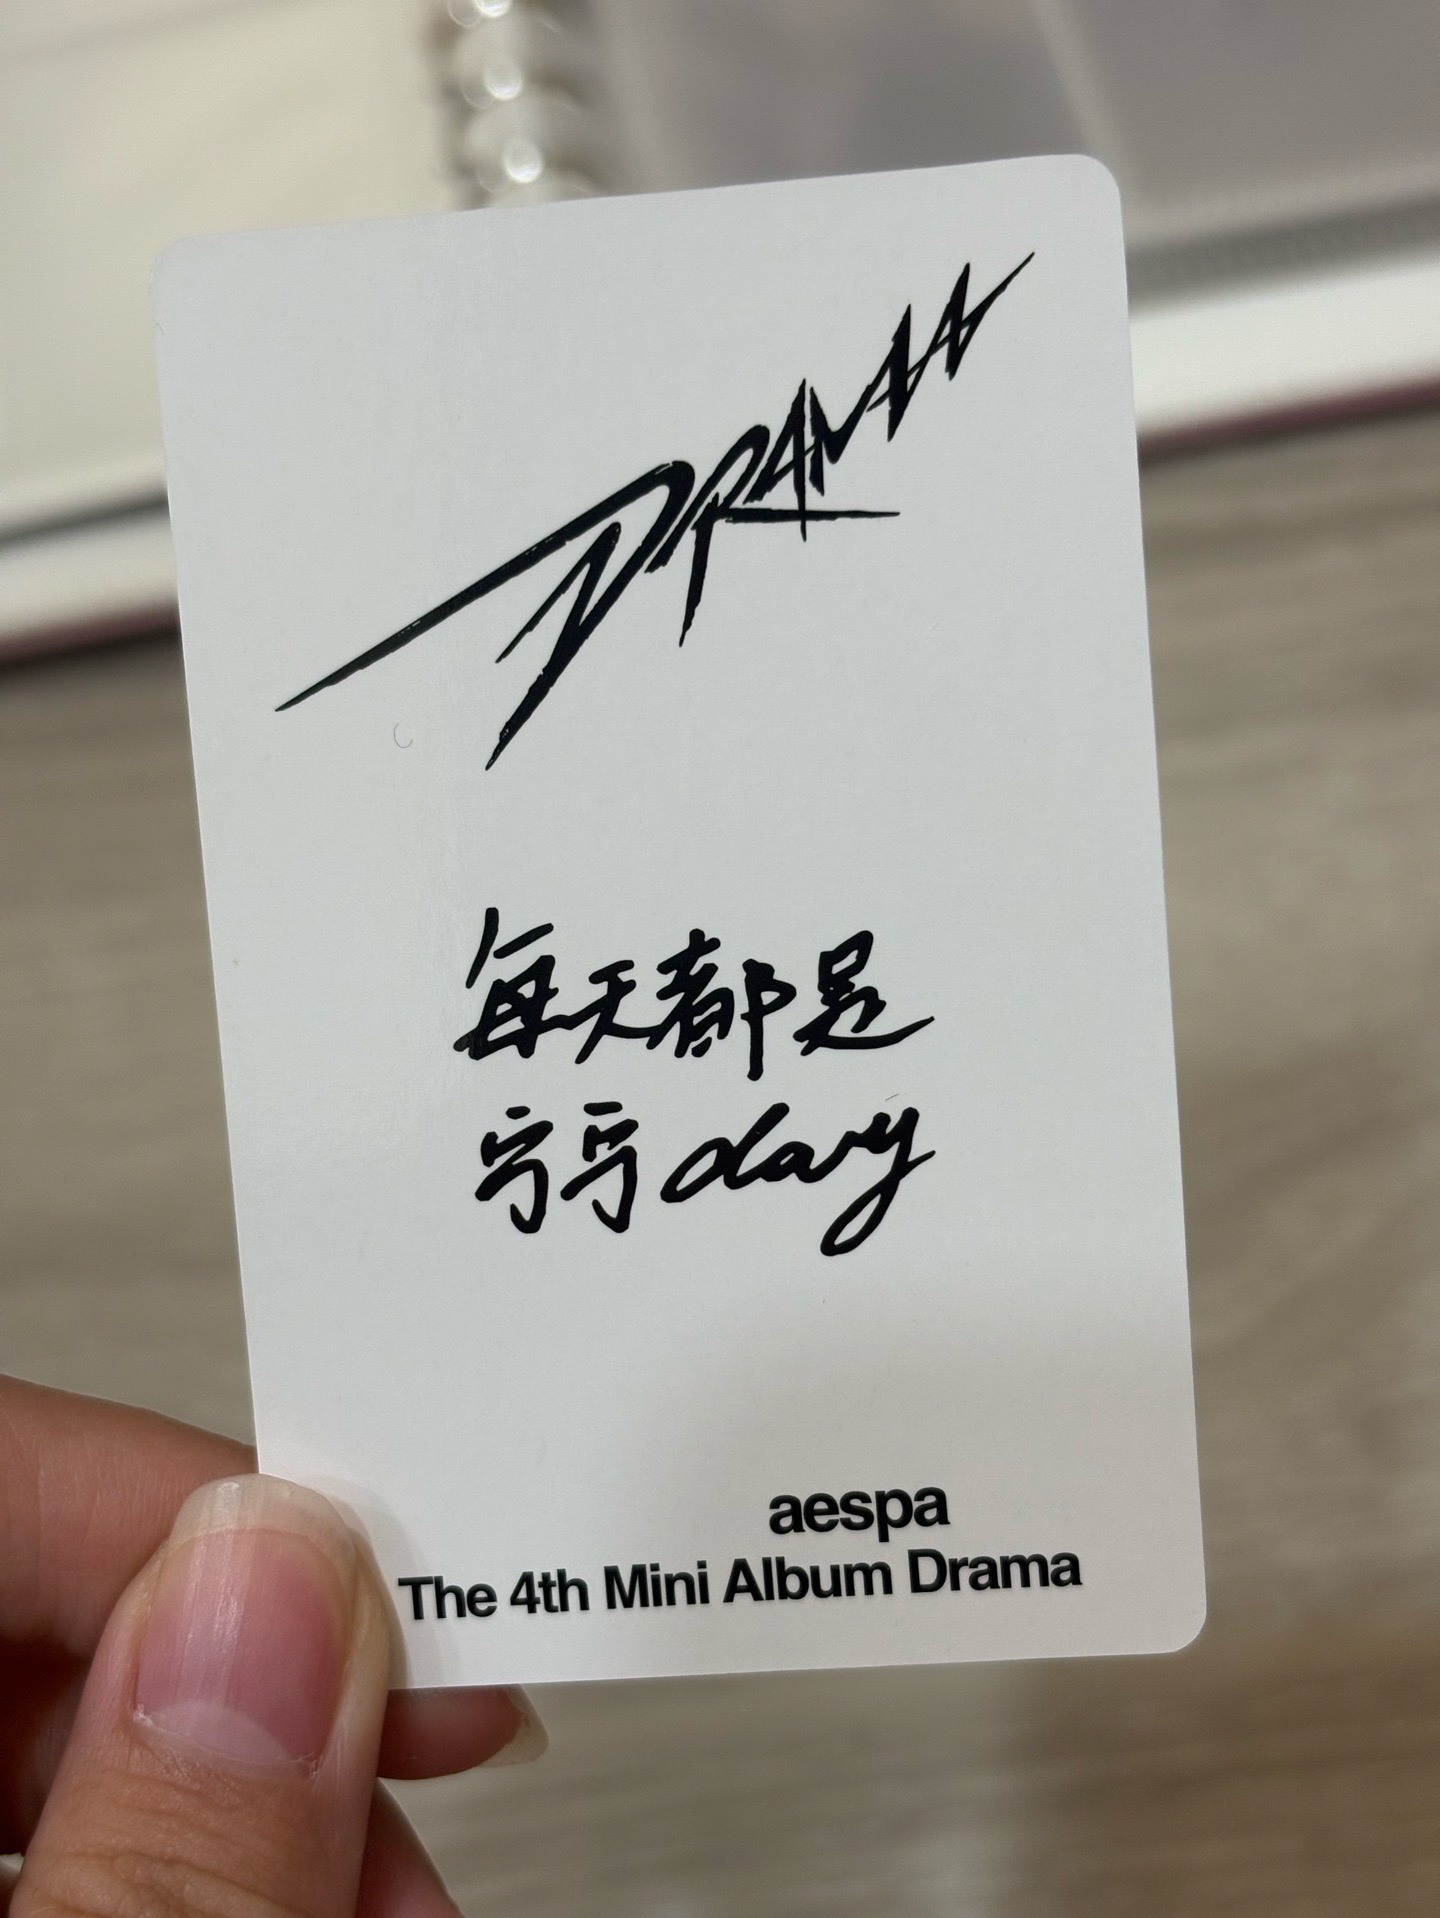 DRAMA
每天都是
宁宁day
aespa
The 4th Mini Album Drama